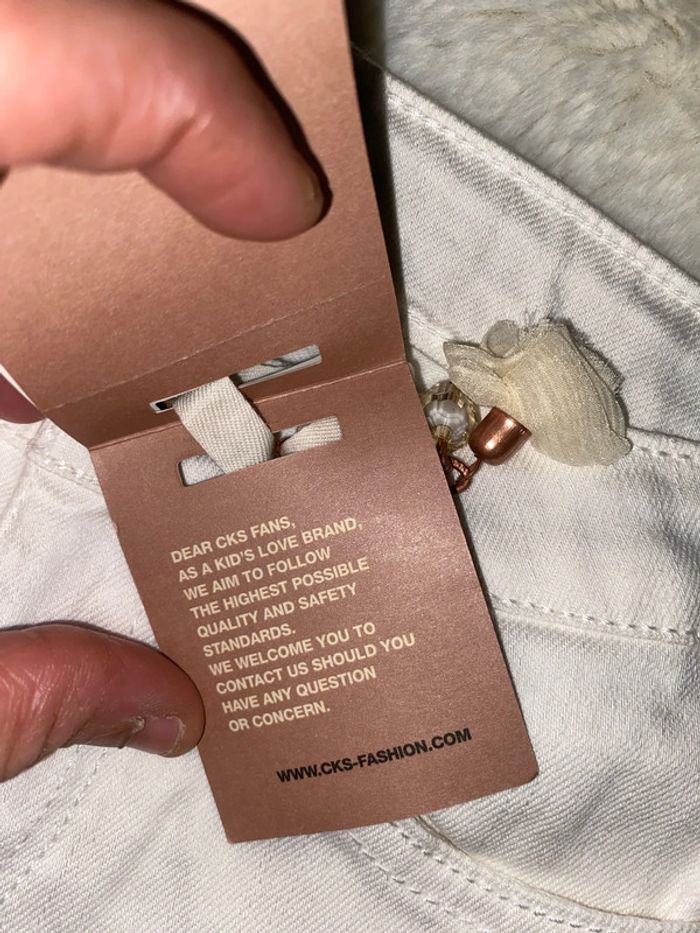 DEAR CKS FANS,
AS A KID'S LOVE BRAND,
WE AIM TO FOLLOW
THE HIGHEST POSSIBLE
QUALITY AND SAFETY
STANDARDS.
WE WELCOME YOU TO
CONTACT US SHOULD YOU
HAVE ANY QUESTION
OR CONCERN.
WWW.CKS-FASHION.COM